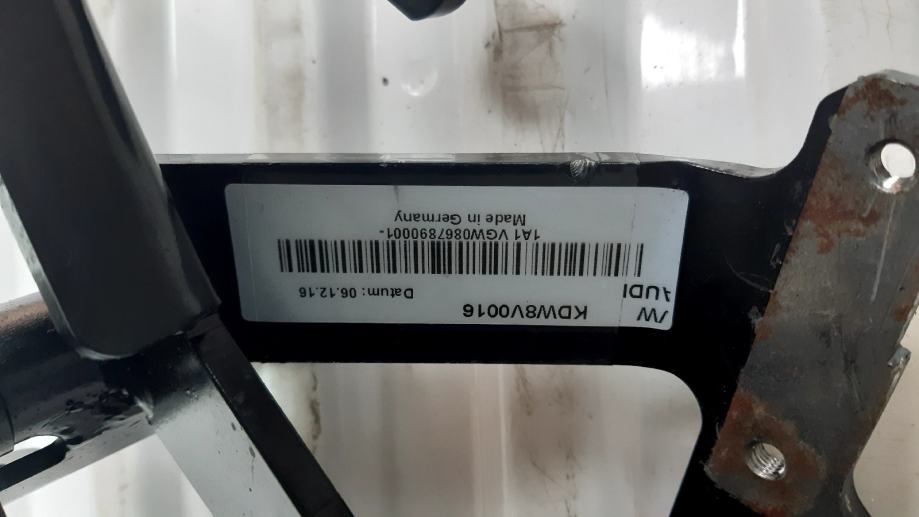 VW
AUDI
KDW8V0016
Datum: 06.12.16
1A1 VGW0867890001-
Made in Germany